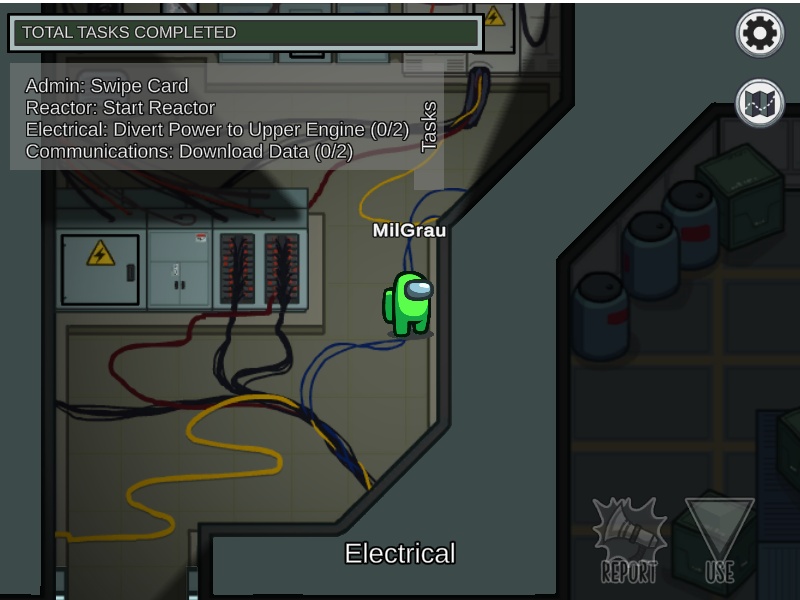 TOTAL TASKS COMPLETED
Admin: Swipe Card
Reactor: Start Reactor
Electrical: Divert Power to Upper Engine (0/2)
Communications: Download Data (0/2)
Tasks
MilGrau
Electrical
REPORT
USE